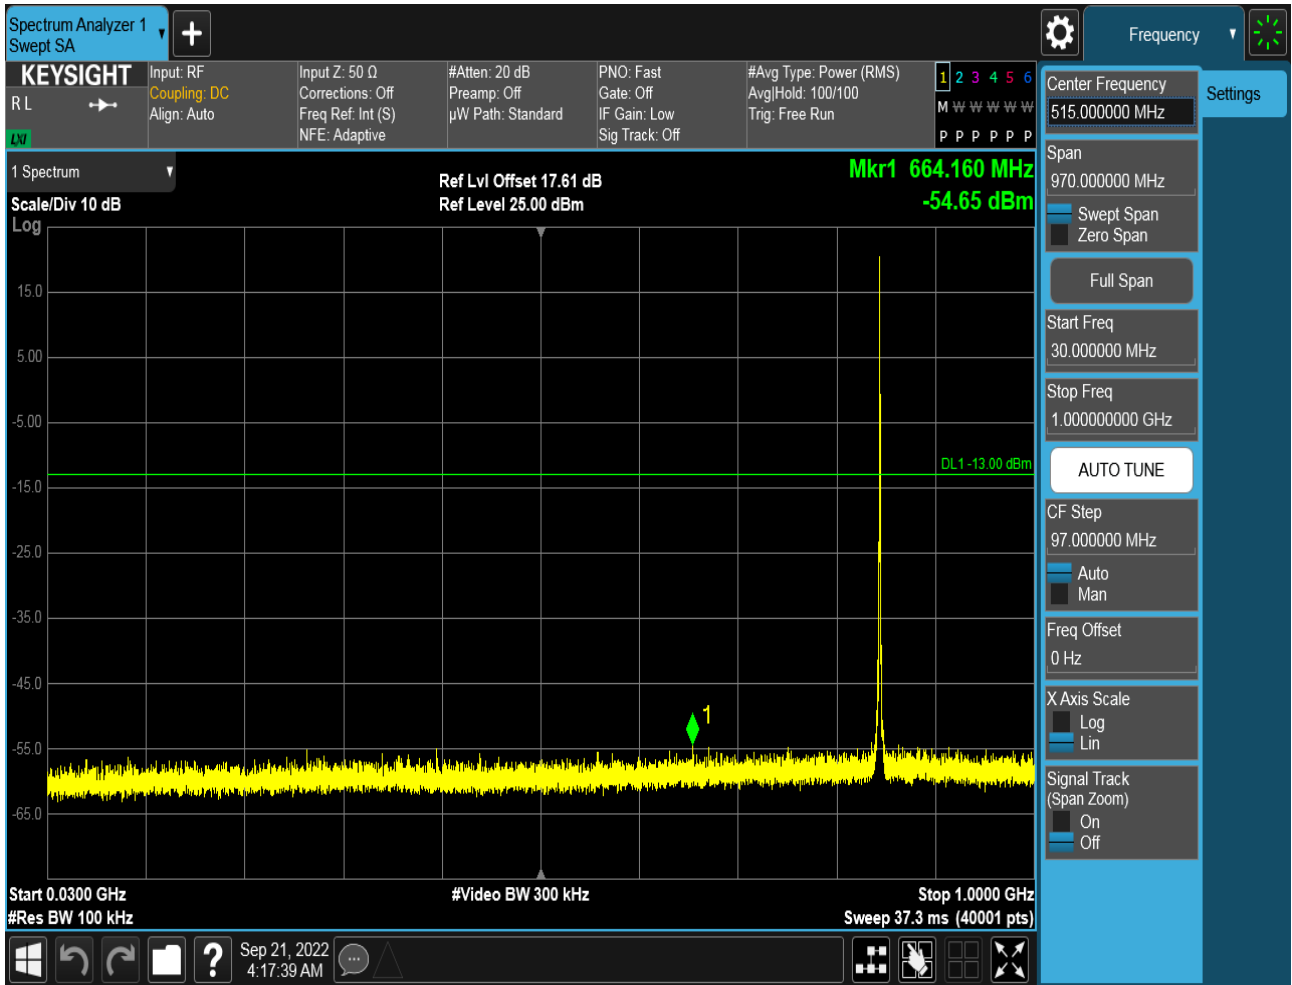 Spectrum Analyzer 1
Swept SA
Frequency
KEYSIGHT
R L
LXI
Input: RF
Coupling: DC
Align: Auto
Input Z: 50 Ω
Corrections: Off
Freq Ref: Int (S)
NFE: Adaptive
#Atten: 20 dB
Preamp: Off
µW Path: Standard
PNO: Fast
Gate: Off
IF Gain: Low
Sig Track: Off
#Avg Type: Power (RMS)
Avg|Hold: 100/100
Trig: Free Run
1 2 3 4 5 6
M W W W W W
P P P P P P
1 Spectrum
Scale/Div 10 dB
Log
Ref Lvl Offset 17.61 dB
Ref Level 25.00 dBm
Mkr1 664.160 MHz
-54.65 dBm
15.0
5.00
-5.00
-15.0
-25.0
-35.0
-45.0
-55.0
-65.0
DL1 -13.00 dBm
1
Start 0.0300 GHz
#Res BW 100 kHz
#Video BW 300 kHz
Stop 1.0000 GHz
Sweep 37.3 ms (40001 pts)
Center Frequency
515.000000 MHz
Settings
Span
970.000000 MHz
Swept Span
Zero Span
Full Span
Start Freq
30.000000 MHz
Stop Freq
1.000000000 GHz
AUTO TUNE
CF Step
97.000000 MHz
Auto
Man
Freq Offset
0 Hz
X Axis Scale
Log
Lin
Signal Track
(Span Zoom)
On
Off
?
Sep 21, 2022
4:17:39 AM